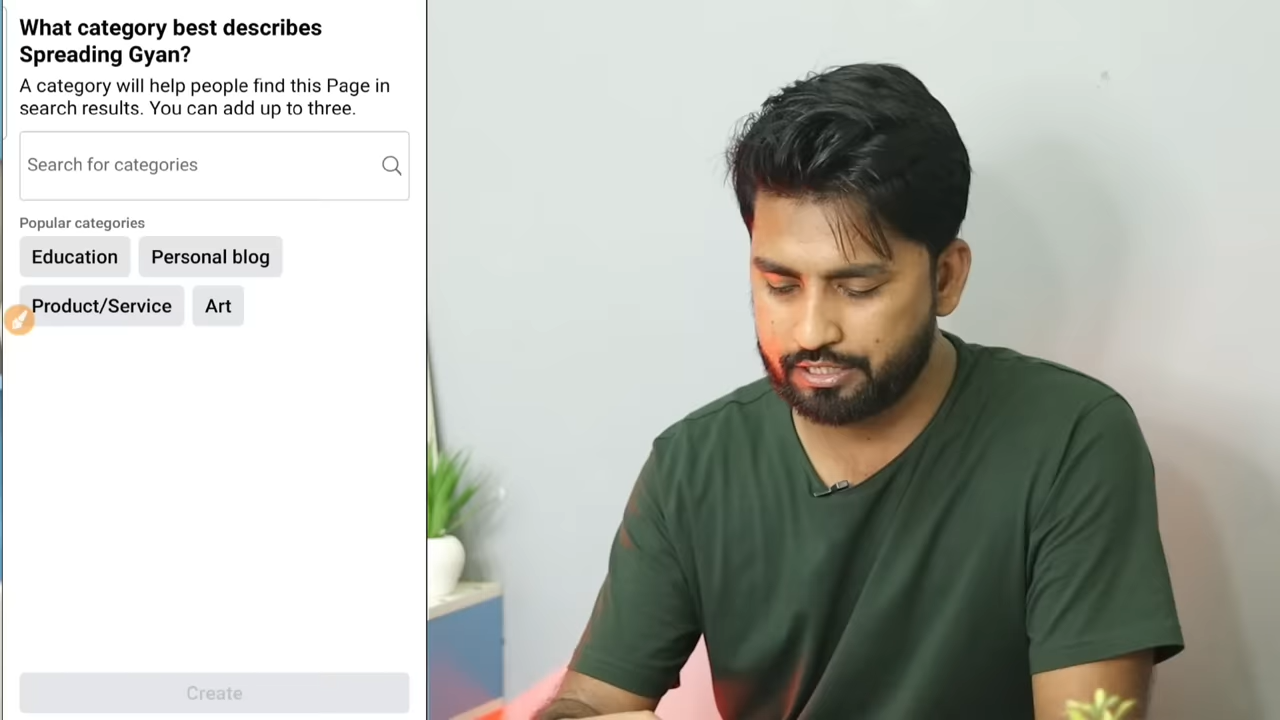 What category best describes
Spreading Gyan?
A category will help people find this Page in
search results. You can add up to three.
Search for categories
Popular categories
Education Personal blog
Product/Service Art
Create